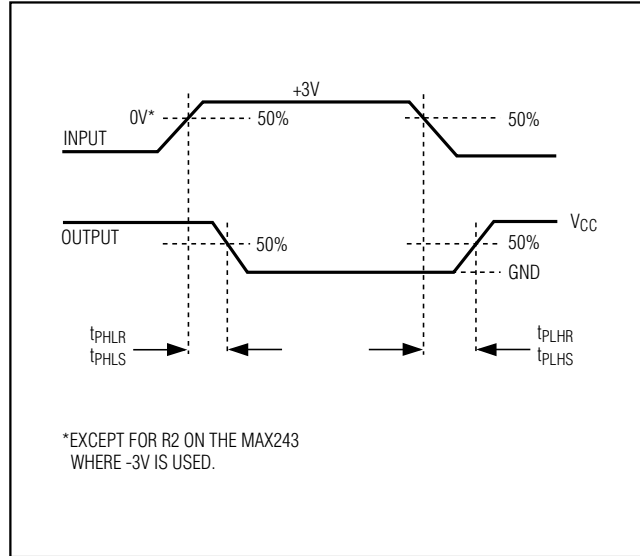 +3V
0V* 50% 50%
INPUT
VCC
OUTPUT
50% 50%
GND
tPHLR
tPHLS
tPLHR
tPLHS
*EXCEPT FOR R2 ON THE MAX243
WHERE -3V IS USED.